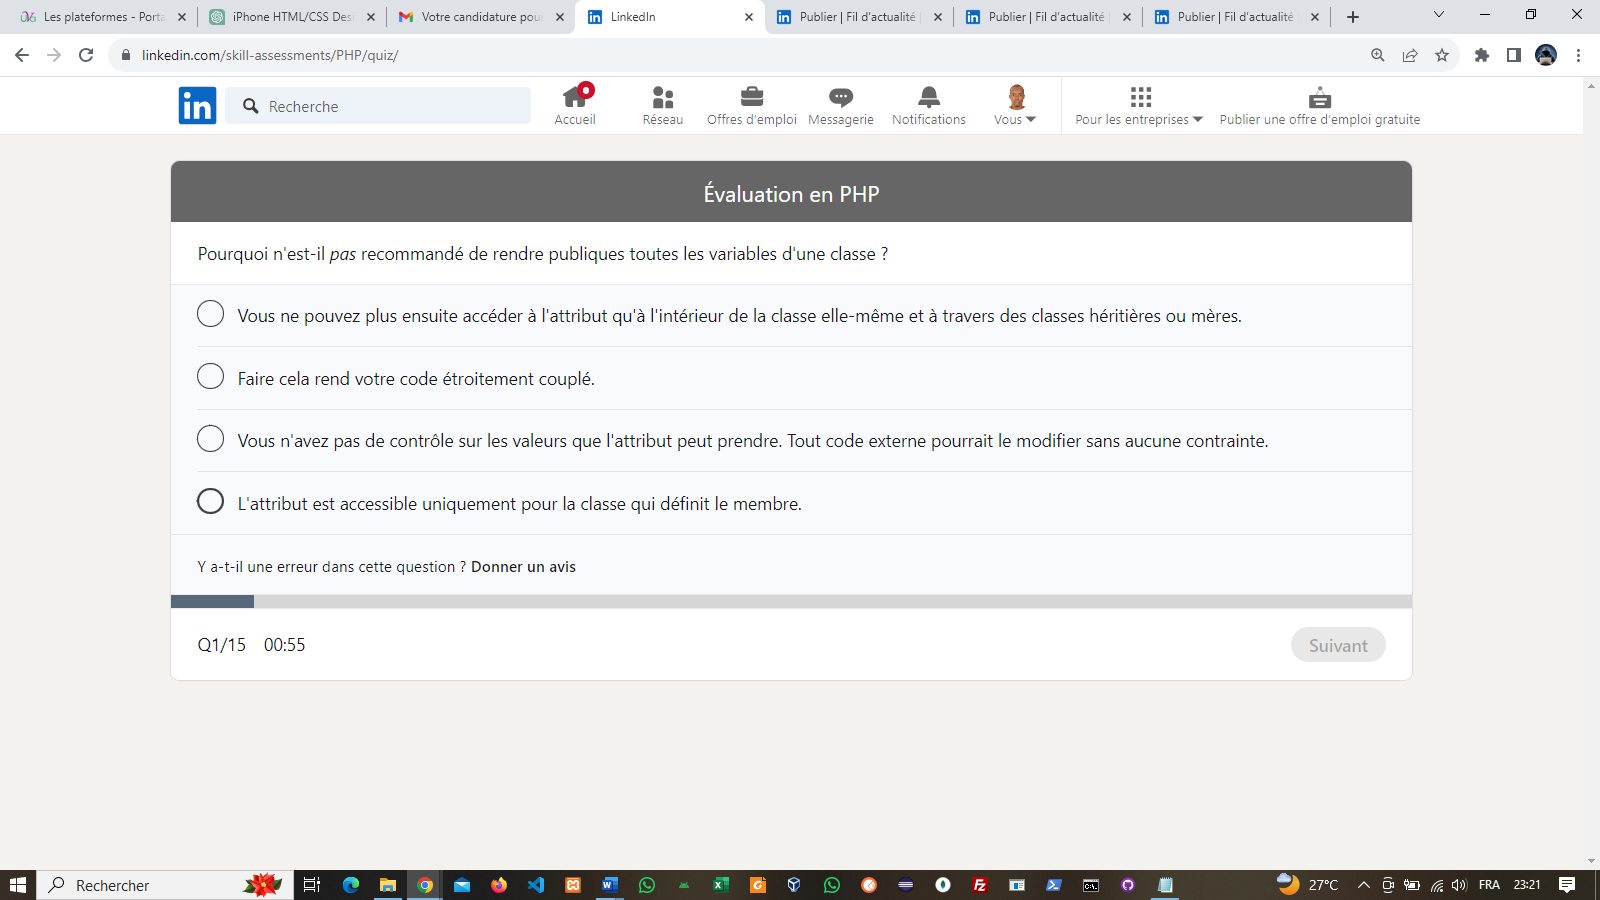 Les plateformes - Porta
iPhone HTML/CSS Des
Votre candidature pou
LinkedIn
Publier | Fil d'actualité
Publier | Fil d'actualité
Publier | Fil d'actualité
linkedin.com/skill-assessments/PHP/quiz/
in
Recherche
Accueil
Réseau
Offres d'emploi
Messagerie
Notifications
Vous
Pour les entreprises
Publier une offre d'emploi gratuite
Évaluation en PHP
Pourquoi n'est-il pas recommandé de rendre publiques toutes les variables d'une classe ?
Vous ne pouvez plus ensuite accéder à l'attribut qu'à l'intérieur de la classe elle-même et à travers des classes héritières ou mères.
Faire cela rend votre code étroitement couplé.
Vous n'avez pas de contrôle sur les valeurs que l'attribut peut prendre. Tout code externe pourrait le modifier sans aucune contrainte.
L'attribut est accessible uniquement pour la classe qui définit le membre.
Y a-t-il une erreur dans cette question ? Donner un avis
Q1/15 00:55
Suivant
Rechercher
27°C
FRA
23:21